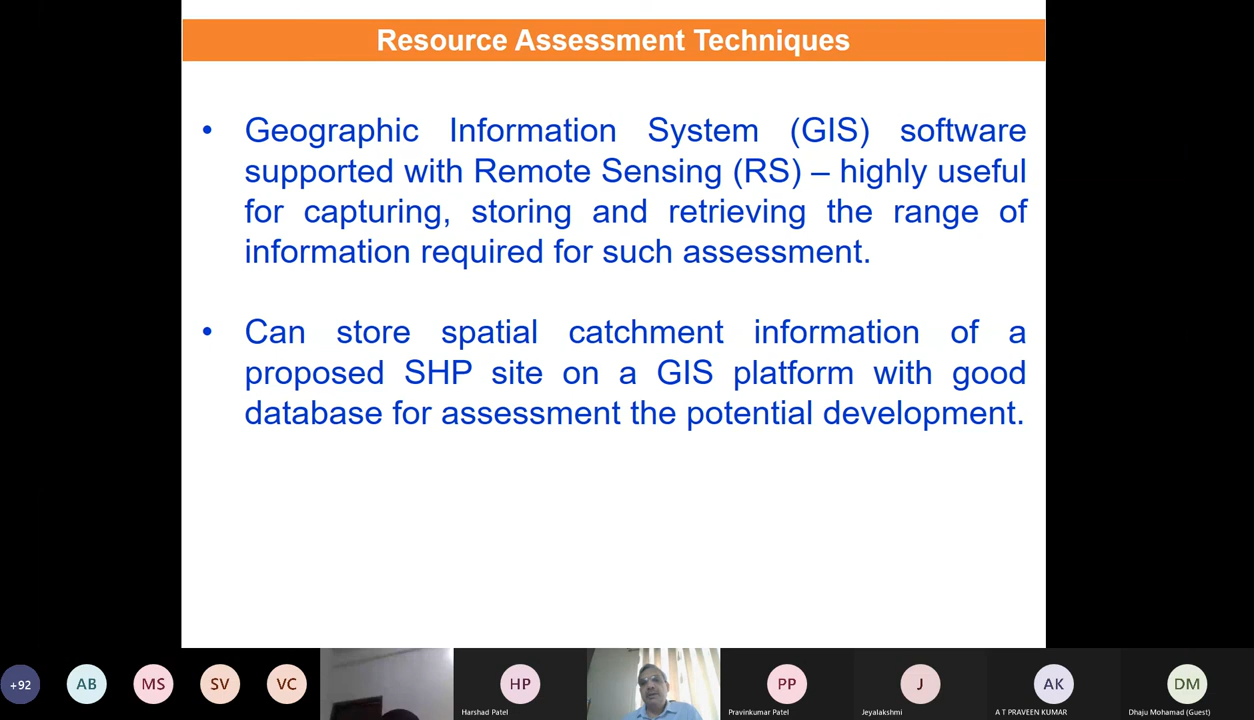 Resource Assessment Techniques
• Geographic Information System (GIS) software
supported with Remote Sensing (RS) – highly useful
for capturing, storing and retrieving the range of
information required for such assessment.
• Can store spatial catchment information of a
proposed SHP site on a GIS platform with good
database for assessment the potential development.
+92 AB MS SV VC HP PP J AK DM
Harshad Patel Pravinkumar Patel Jeyalakshmi A T PRAVEEN KUMAR Dhaju Mohamad (Guest)